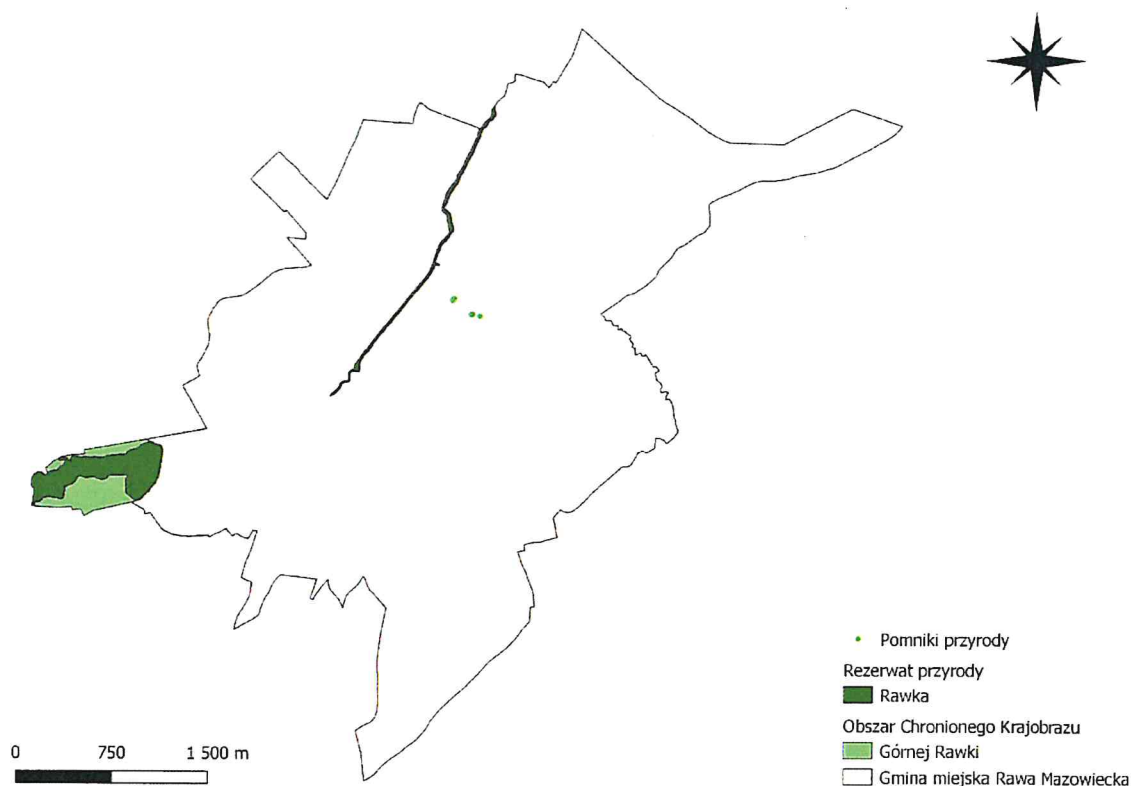 Pomniki przyrody
Rezerwat przyrody
Rawka
Obszar Chronionego Krajobrazu
Górnej Rawki
Gmina miejska Rawa Mazowiecka
0 750 1 500 m